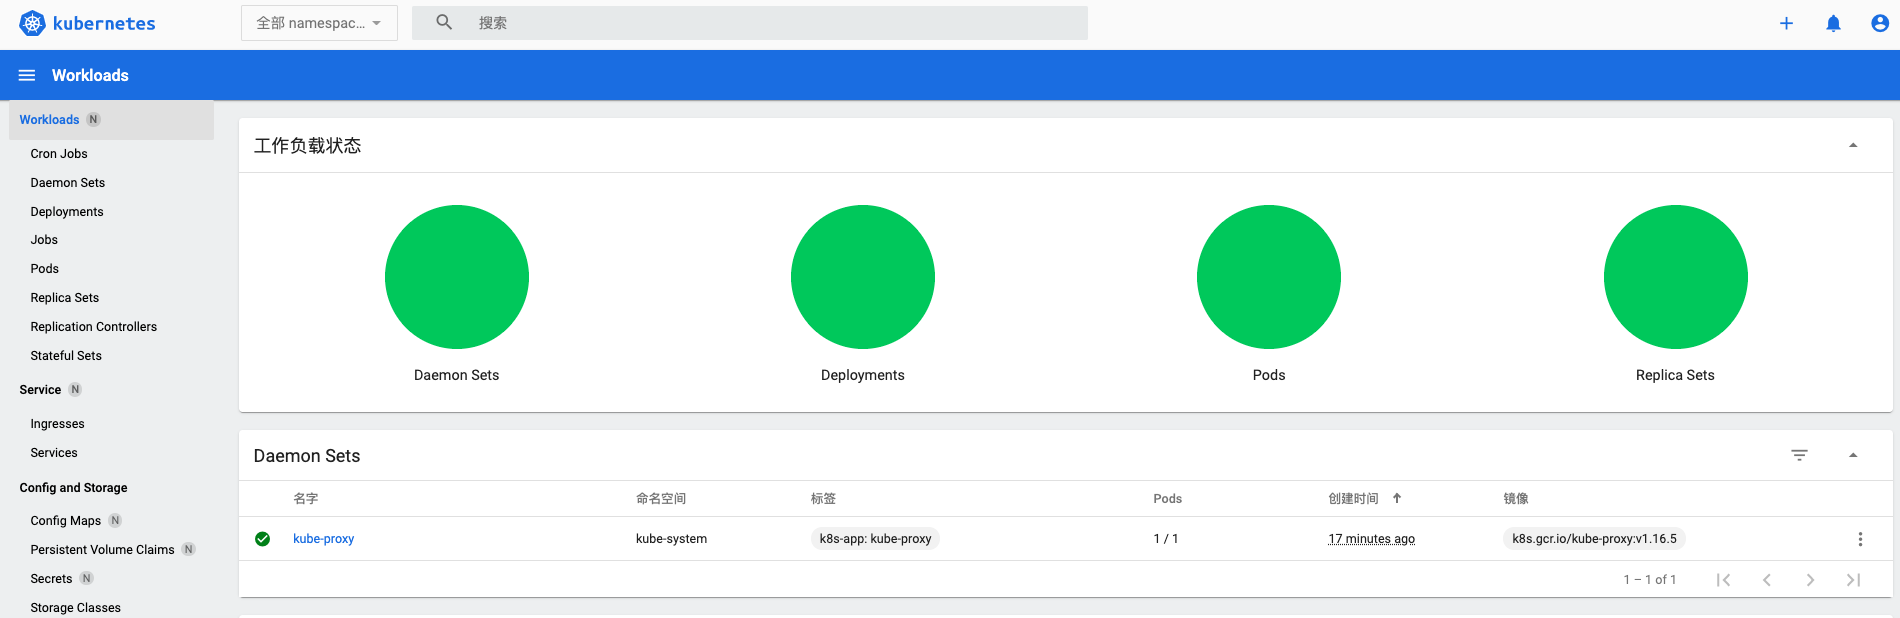 kubernetes
全部 namespac...
搜索
Workloads
Workloads N
Cron Jobs
Daemon Sets
Deployments
Jobs
Pods
Replica Sets
Replication Controllers
Stateful Sets
Service N
Ingresses
Services
Config and Storage
Config Maps N
Persistent Volume Claims N
Secrets N
Storage Classes
工作负载状态
Daemon Sets
Deployments
Pods
Replica Sets
Daemon Sets
名字 命名空间 标签 Pods 创建时间 镜像
kube-proxy kube-system k8s-app: kube-proxy 1 / 1 17 minutes ago k8s.gcr.io/kube-proxy:v1.16.5
1 – 1 of 1